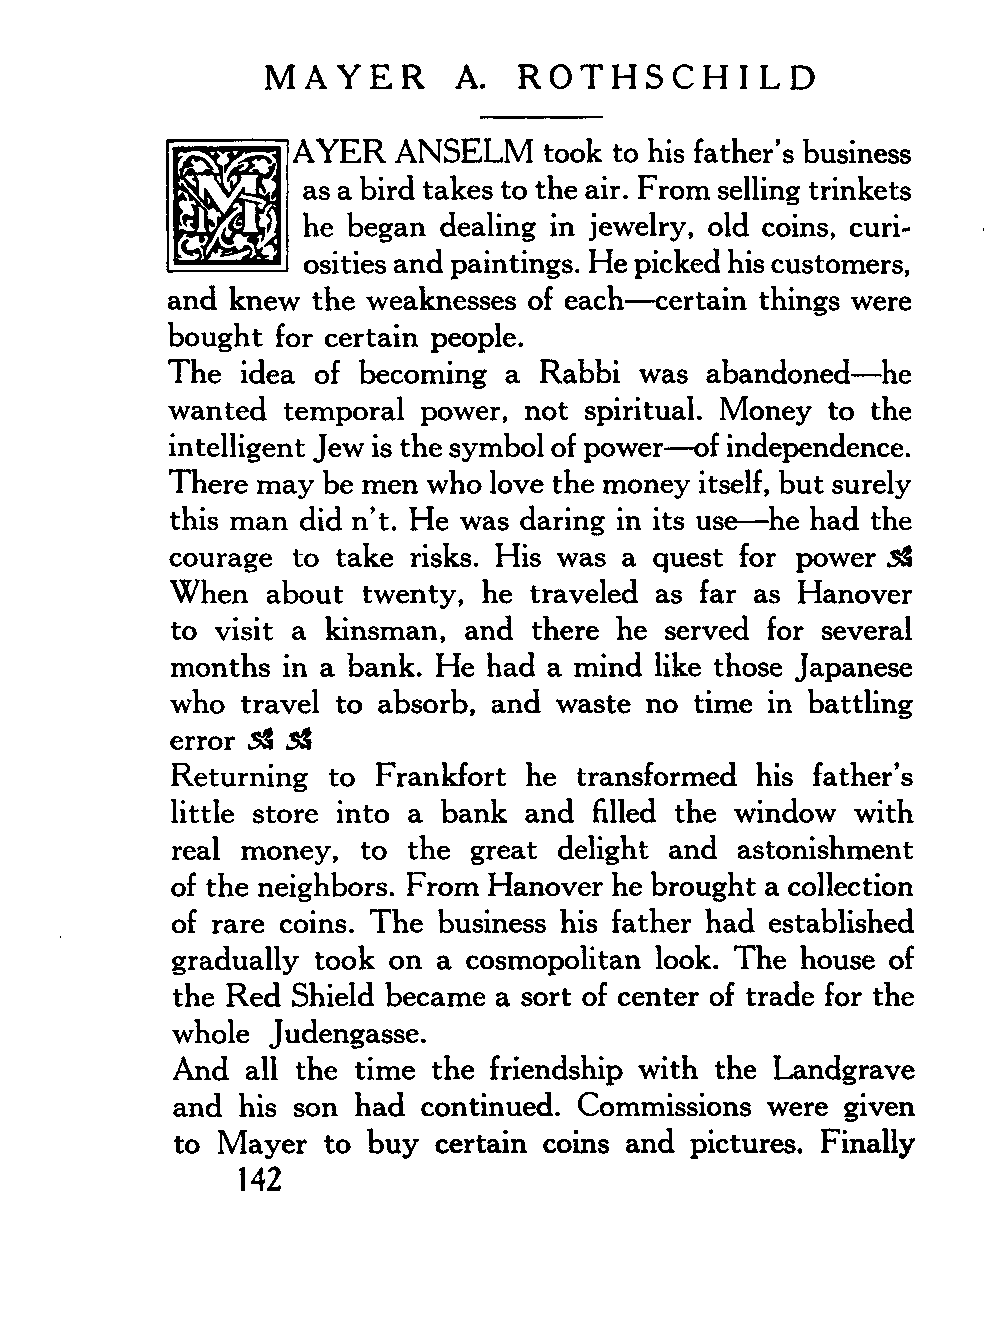 MAYER A. ROTHSCHILD
MAYER ANSELM took to his father's business
as a bird takes to the air. From selling trinkets
he began dealing in jewelry, old coins, curi-
osities and paintings. He picked his customers,
and knew the weaknesses of each—certain things were
bought for certain people.
The idea of becoming a Rabbi was abandoned—he
wanted temporal power, not spiritual. Money to the
intelligent Jew is the symbol of power—of independence.
There may be men who love the money itself, but surely
this man did n't. He was daring in its use—he had the
courage to take risks. His was a quest for power
When about twenty, he traveled as far as Hanover
to visit a kinsman, and there he served for several
months in a bank. He had a mind like those Japanese
who travel to absorb, and waste no time in battling
error
Returning to Frankfort he transformed his father's
little store into a bank and filled the window with
real money, to the great delight and astonishment
of the neighbors. From Hanover he brought a collection
of rare coins. The business his father had established
gradually took on a cosmopolitan look. The house of
the Red Shield became a sort of center of trade for the
whole Judengasse.
And all the time the friendship with the Landgrave
and his son had continued. Commissions were given
to Mayer to buy certain coins and pictures. Finally
142